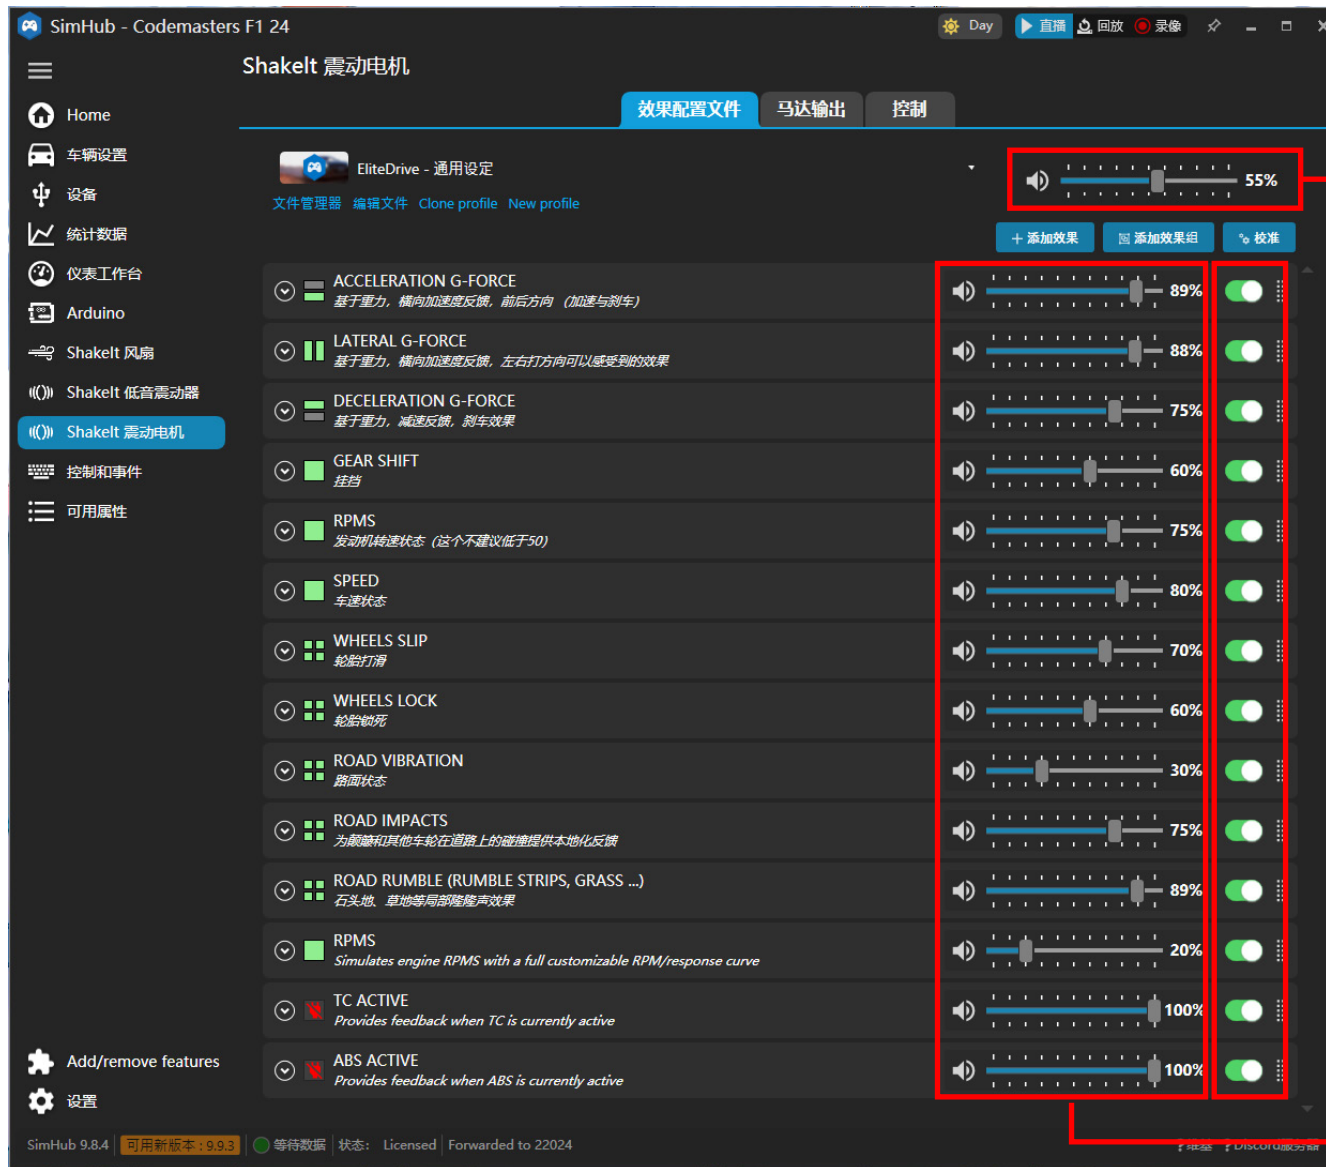 SimHub - Codemasters F1 24
Day 直播 回放 录像
ShakeIt 震动电机
效果配置文件 马达输出 控制
Home
车辆设置
设备
统计数据
仪表工作台
Arduino
ShakeIt 风扇
ShakeIt 低音震动器
ShakeIt 震动电机
控制和事件
可用属性
EliteDrive - 通用设定
55%
文件管理器 编辑文件 Clone profile New profile
添加效果 添加效果组 校准
ACCELERATION G-FORCE
基于重力，横向加速度反馈，前后方向 （加速与刹车）
89%
LATERAL G-FORCE
基于重力，横向加速度反馈，左右打方向可以感受到的效果
88%
DECELERATION G-FORCE
基于重力，减速反馈，刹车效果
75%
GEAR SHIFT
挂挡
60%
RPMS
发动机转速状态（这个不建议低于50）
75%
SPEED
车速状态
80%
WHEELS SLIP
轮胎打滑
70%
WHEELS LOCK
轮胎锁死
60%
ROAD VIBRATION
路面状态
30%
ROAD IMPACTS
为颠簸和其他车轮在道路上的碰撞提供本地化反馈
75%
ROAD RUMBLE (RUMBLE STRIPS, GRASS ...)
石头地、草地等局部隆隆声效果
89%
RPMS
Simulates engine RPMS with a full customizable RPM/response curve
20%
TC ACTIVE
Provides feedback when TC is currently active
100%
ABS ACTIVE
Provides feedback when ABS is currently active
100%
Add/remove features
设置
SimHub 9.8.4 可用新版本 : 9.9.3 等待数据 状态： Licensed Forwarded to 22024 ? 维基 ? Discord服务器